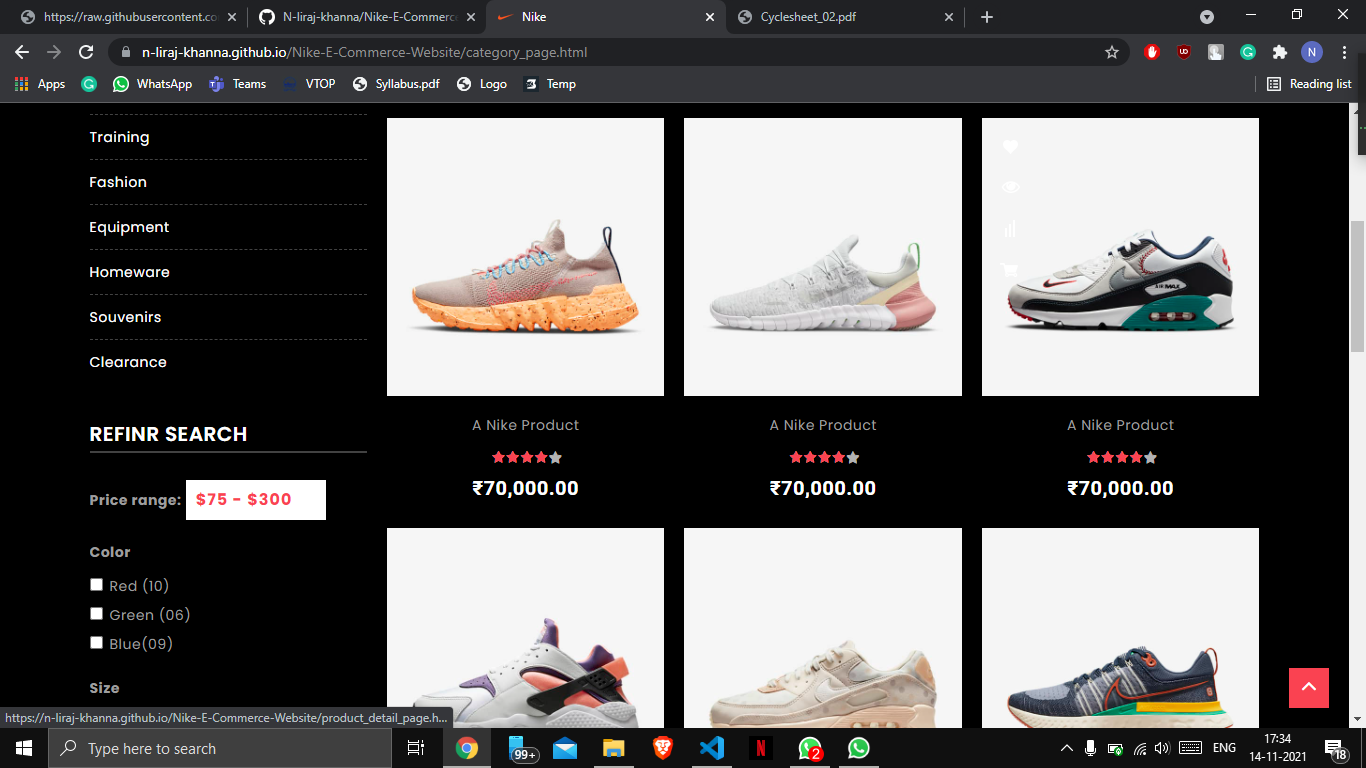 https://raw.githubusercontent.co
N-liraj-khanna/Nike-E-Commerce
Nike
Cyclesheet_02.pdf
n-liraj-khanna.github.io/Nike-E-Commerce-Website/category_page.html
N
Apps
WhatsApp
Teams
VTOP
Syllabus.pdf
Logo
Temp
Reading list
Training
Fashion
Equipment
Homeware
Souvenirs
Clearance
REFINR SEARCH
Price range: $75 - $300
Color
Red (10)
Green (06)
Blue(09)
Size
AIR MAX
A Nike Product
₹70,000.00
A Nike Product
₹70,000.00
A Nike Product
₹70,000.00
https://n-liraj-khanna.github.io/Nike-E-Commerce-Website/product_detail_page.h...
Type here to search
99+
2
ENG
17:34
14-11-2021
18